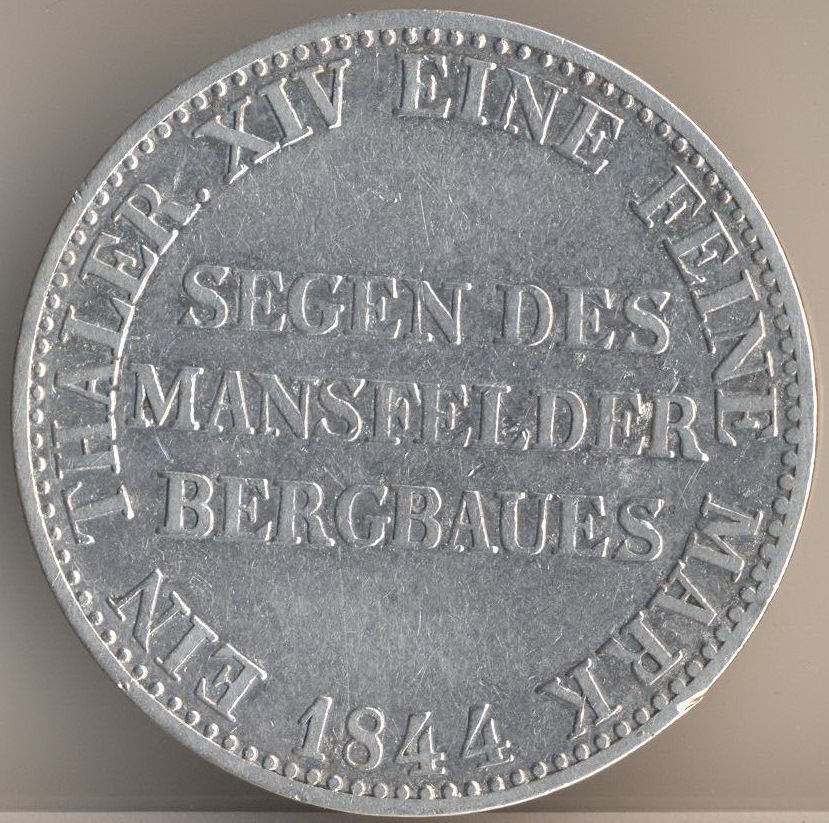 EIN THALER. XIV EINE FEINE MARK
SEGEN DES
MANSFELDER
BERGBAUES
1844